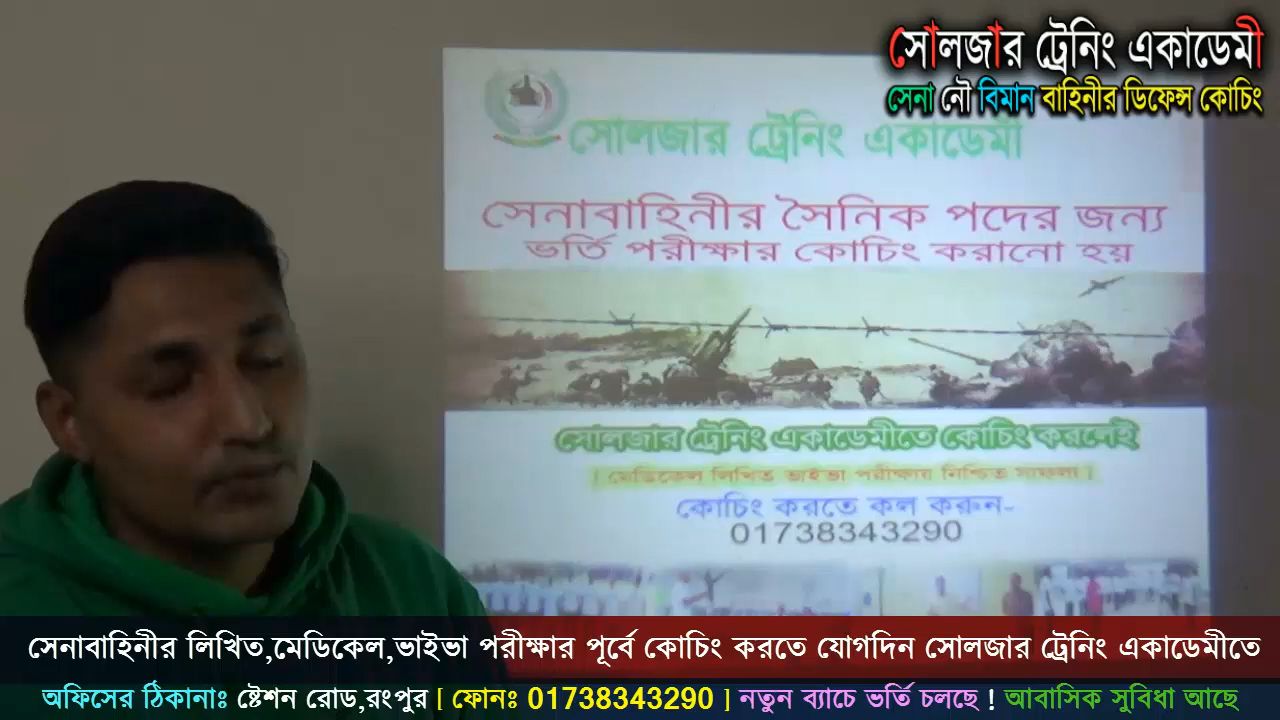 সোলজার ট্রেনিং একাডেমী
সেনা নৌ বিমান বাহিনীর ডিফেন্স কোচিং
সোলজার ট্রেনিং একাডেমী
সেনাবাহিনীর সৈনিক পদের জন্য
ভর্তি পরীক্ষার কোচিং করানো হয়
সোলজার ট্রেনিং একাডেমীতে কোচিং করলেই
[ মেডিকেল লিখিত ভাইভা পরীক্ষায় নিশ্চিত সাফল্য ]
কোচিং করতে কল করুন-
01738343290
সেনাবাহিনীর লিখিত,মেডিকেল,ভাইভা পরীক্ষার পূর্বে কোচিং করতে যোগদিন সোলজার ট্রেনিং একাডেমীতে
অফিসের ঠিকানাঃ ষ্টেশন রোড,রংপুর [ ফোনঃ 01738343290 ] নতুন ব্যাচে ভর্তি চলছে ! আবাসিক সুবিধা আছে